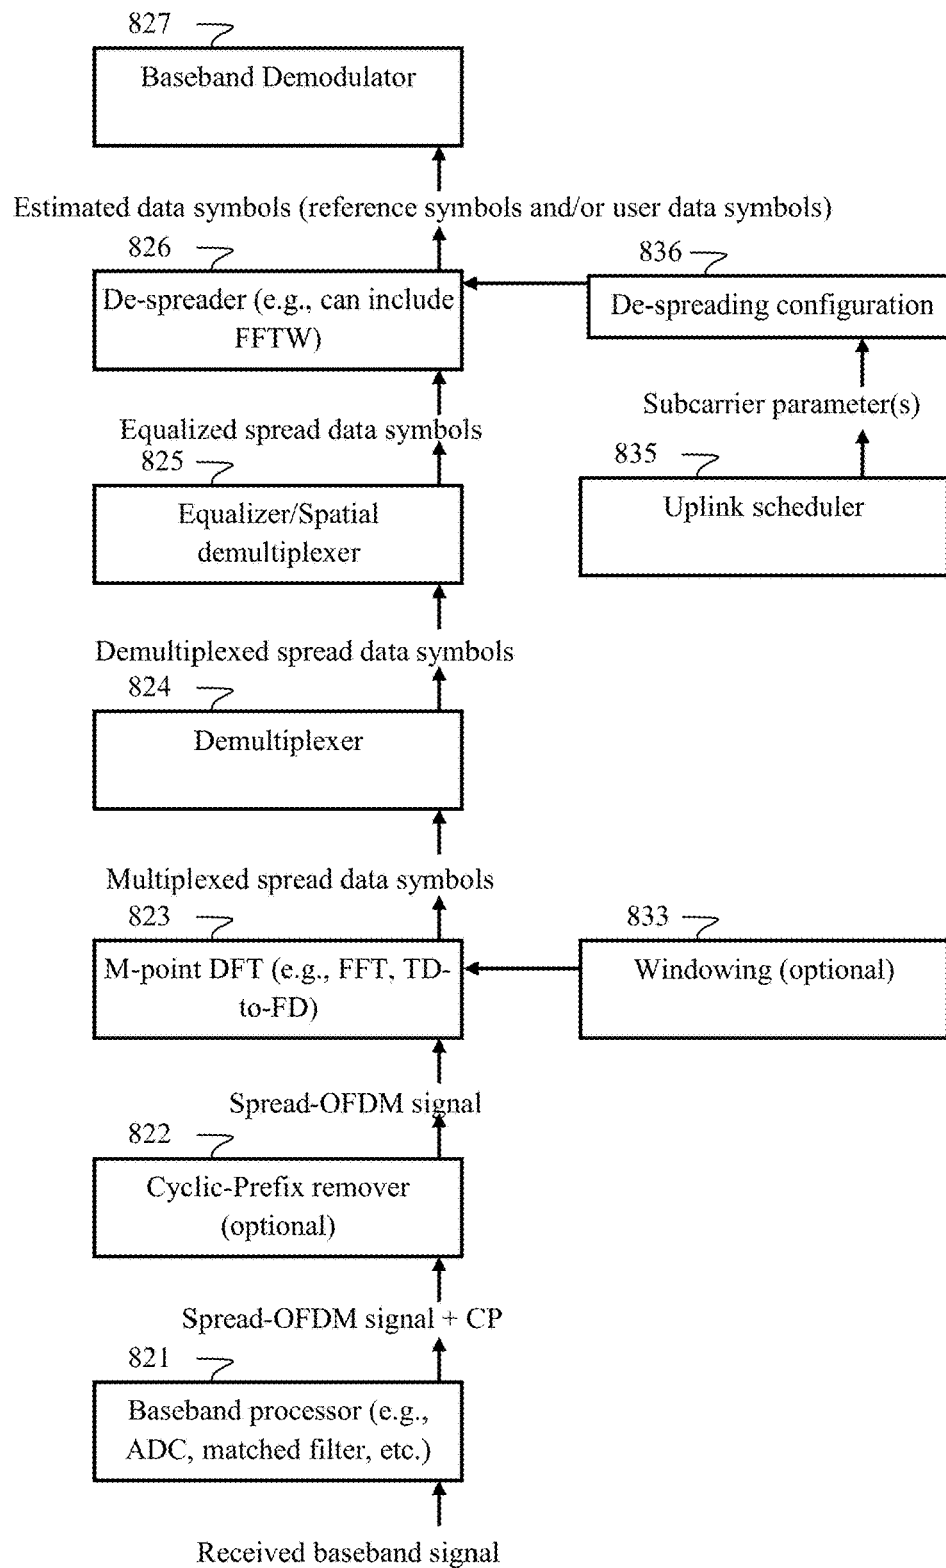 827
Baseband Demodulator
Estimated data symbols (reference symbols and/or user data symbols)
826
836
De-spreader (e.g., can include
FFTW)
De-spreading configuration
Subcarrier parameter(s)
Equalized spread data symbols
825
835
Equalizer/Spatial
demultiplexer
Uplink scheduler
Demultiplexed spread data symbols
824
Demultiplexer
Multiplexed spread data symbols
823
833
M-point DFT (e.g., FFT, TD-
to-FD)
Windowing (optional)
Spread-OFDM signal
822
Cyclic-Prefix remover
(optional)
Spread-OFDM signal + CP
821
Baseband processor (e.g.,
ADC, matched filter, etc.)
Received baseband signal